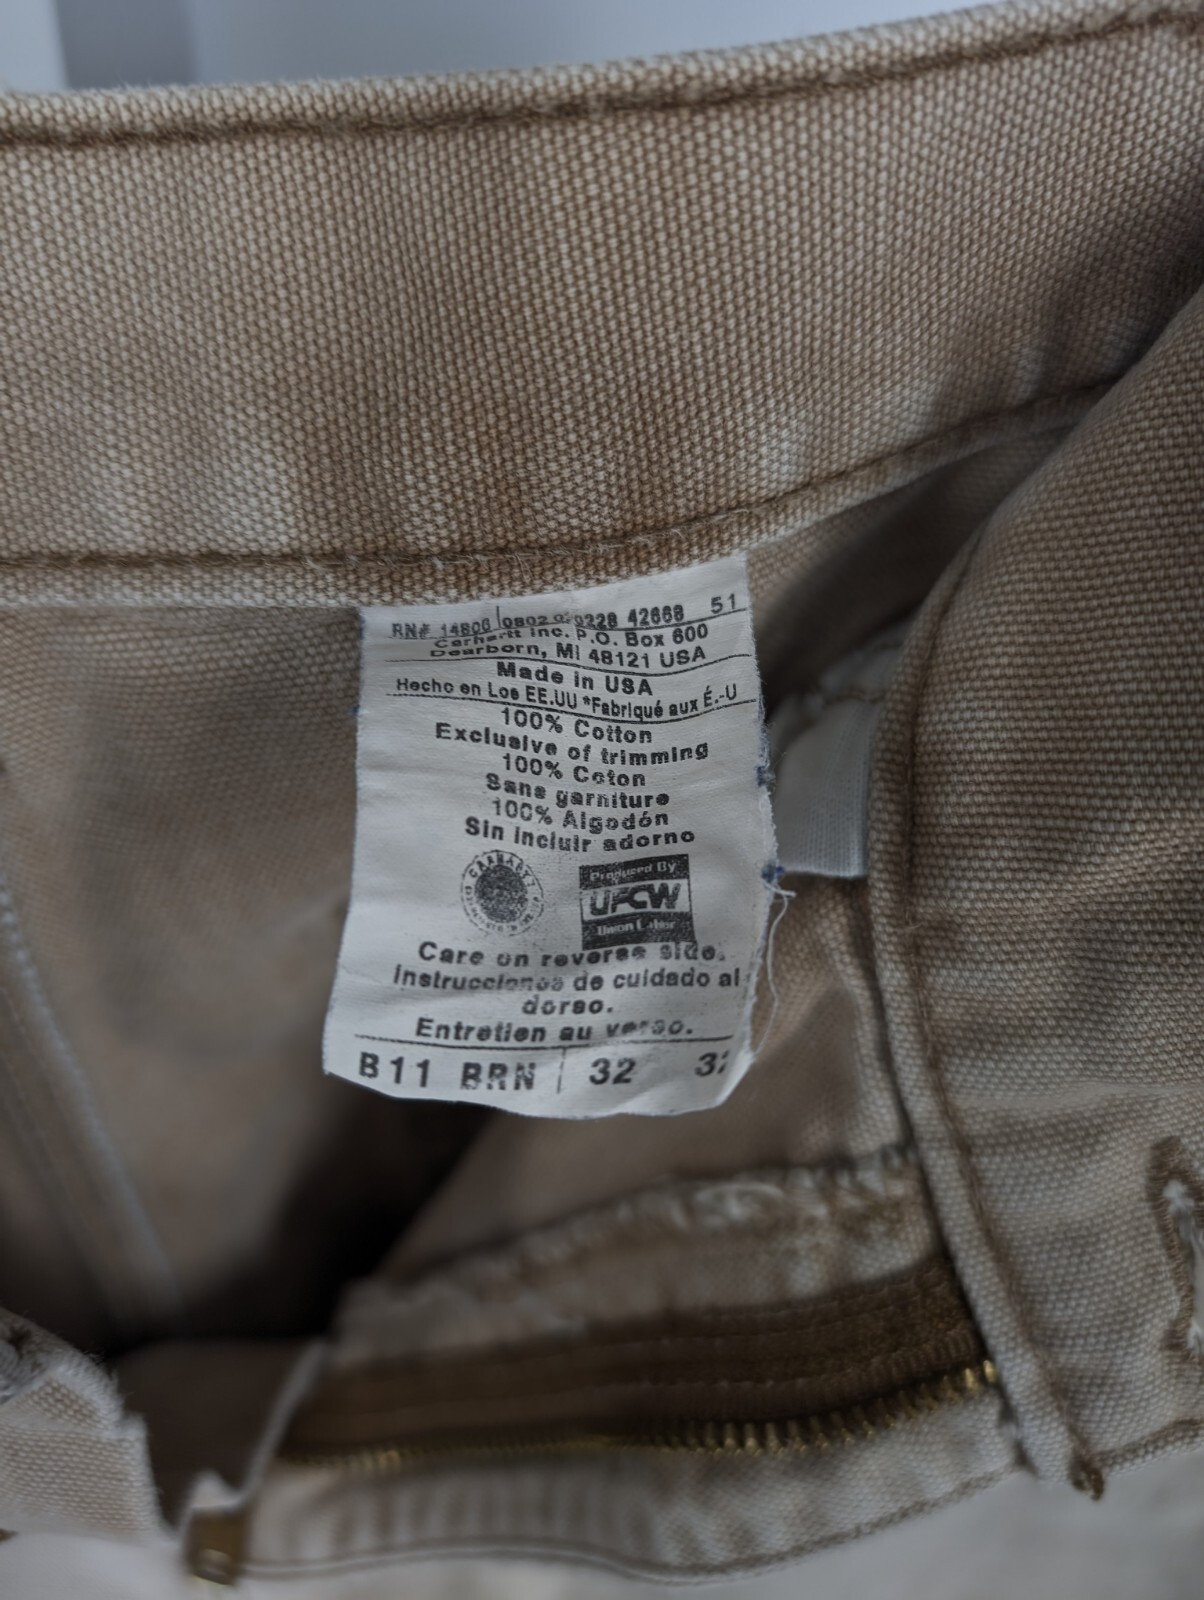 RN# 14806 0802 0228 42668 51
Carhartt Inc. P.O. Box 600
Dearborn, MI 48121 USA
Made in USA
Hecho en Los EE.UU *Fabriqué aux É.-U
100% Cotton
Exclusive of trimming
100% Coton
Sans garniture
100% Algodón
Sin incluir adorno
CARHARTT
Produced By
UFCW
Union Labor
Care on reverse side.
Instrucciones de cuidado al
dorso.
Entretien au verso.
B11 BRN 32